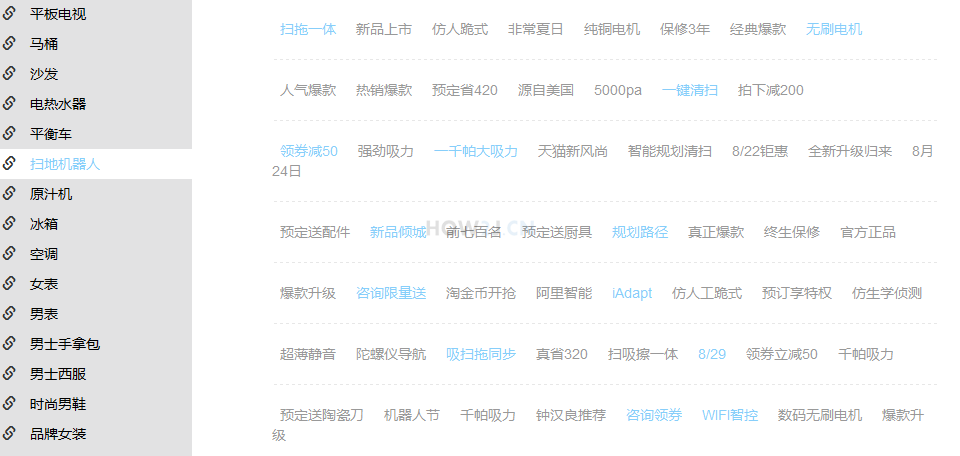 平板电视
马桶
沙发
电热水器
平衡车
扫地机器人
原汁机
冰箱
空调
女表
男表
男士手拿包
男士西服
时尚男鞋
品牌女装
扫拖一体 新品上市 仿人跪式 非常夏日 纯铜电机 保修3年 经典爆款 无刷电机
人气爆款 热销爆款 预定省420 源自美国 5000pa 一键清扫 拍下减200
领券减50 强劲吸力 一千帕大吸力 天猫新风尚 智能规划清扫 8/22钜惠 全新升级归来 8月
24日
预定送配件 新品倾城 前七百名 预定送厨具 规划路径 真正爆款 终生保修 官方正品
爆款升级 咨询限量送 淘金币开抢 阿里智能 iAdapt 仿人工跪式 预订享特权 仿生学侦测
超薄静音 陀螺仪导航 吸扫拖同步 真省320 扫吸擦一体 8/29 领券立减50 千帕吸力
预定送陶瓷刀 机器人节 千帕吸力 钟汉良推荐 咨询领券 WIFI智控 数码无刷电机 爆款升
级